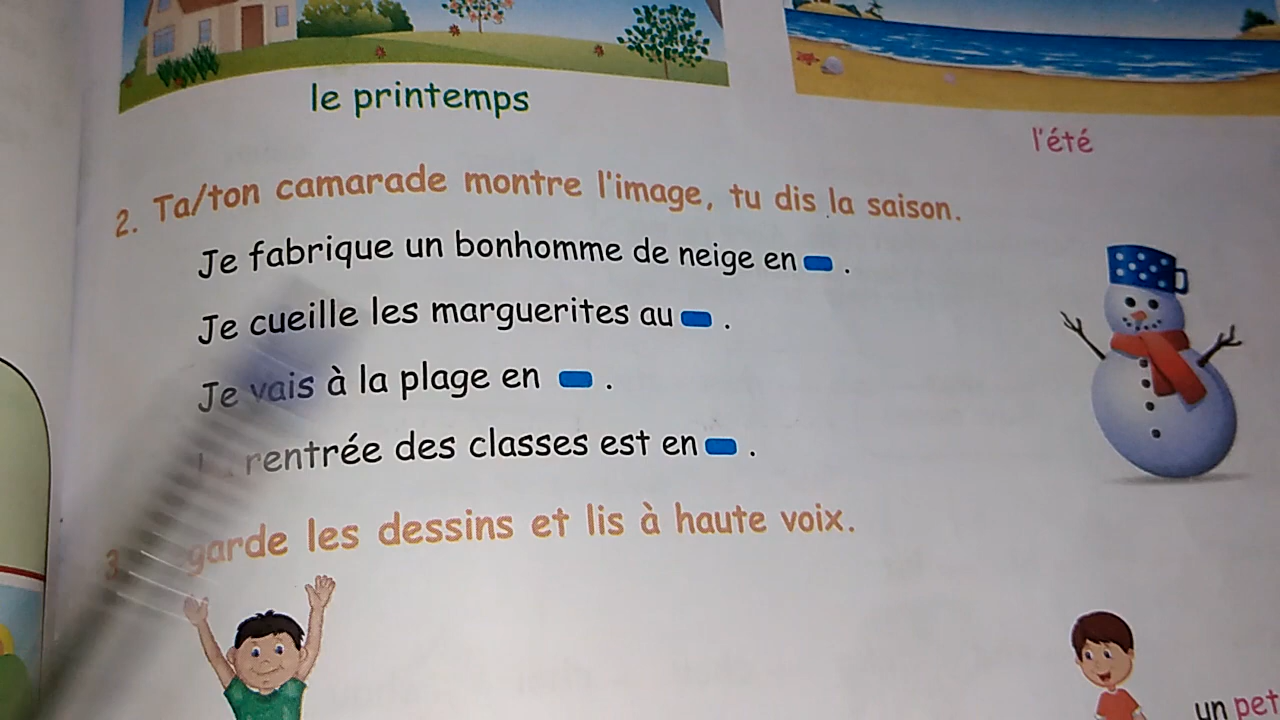 le printemps
l'été
2. Ta/ton camarade montre l'image, tu dis la saison.
Je fabrique un bonhomme de neige en .
Je cueille les marguerites au .
Je vais à la plage en .
rentrée des classes est en .
3. les dessins et lis à haute voix.
un